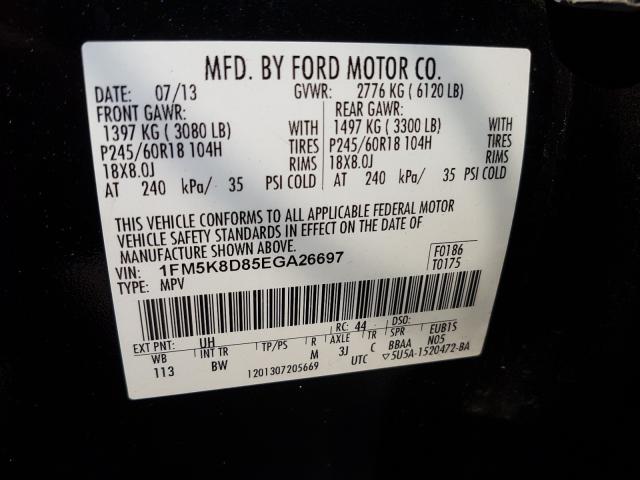 MFD. BY FORD MOTOR CO.
DATE: 07/13 GVWR: 2776 KG ( 6120 LB)
FRONT GAWR: REAR GAWR:
1397 KG ( 3080 LB) WITH 1497 KG ( 3300 LB) WITH
P245/60R18 104H TIRES P245/60R18 104H TIRES
18X8.0J RIMS 18X8.0J RIMS
AT 240 kPa/ 35 PSI COLD AT 240 kPa/ 35 PSI COLD
THIS VEHICLE CONFORMS TO ALL APPLICABLE FEDERAL MOTOR
VEHICLE SAFETY STANDARDS IN EFFECT ON THE DATE OF
MANUFACTURE SHOWN ABOVE.
VIN: 1FM5K8D85EGA26697 F0186
TYPE: MPV T0175
EXT PNT: UH RC: 44 DSO:
WB INT TR TP/PS R AXLE TR SPR EUB1S
113 BW M 3J C BBAA N05
1201307205669 UTC ▽5U5A-1520472-BA